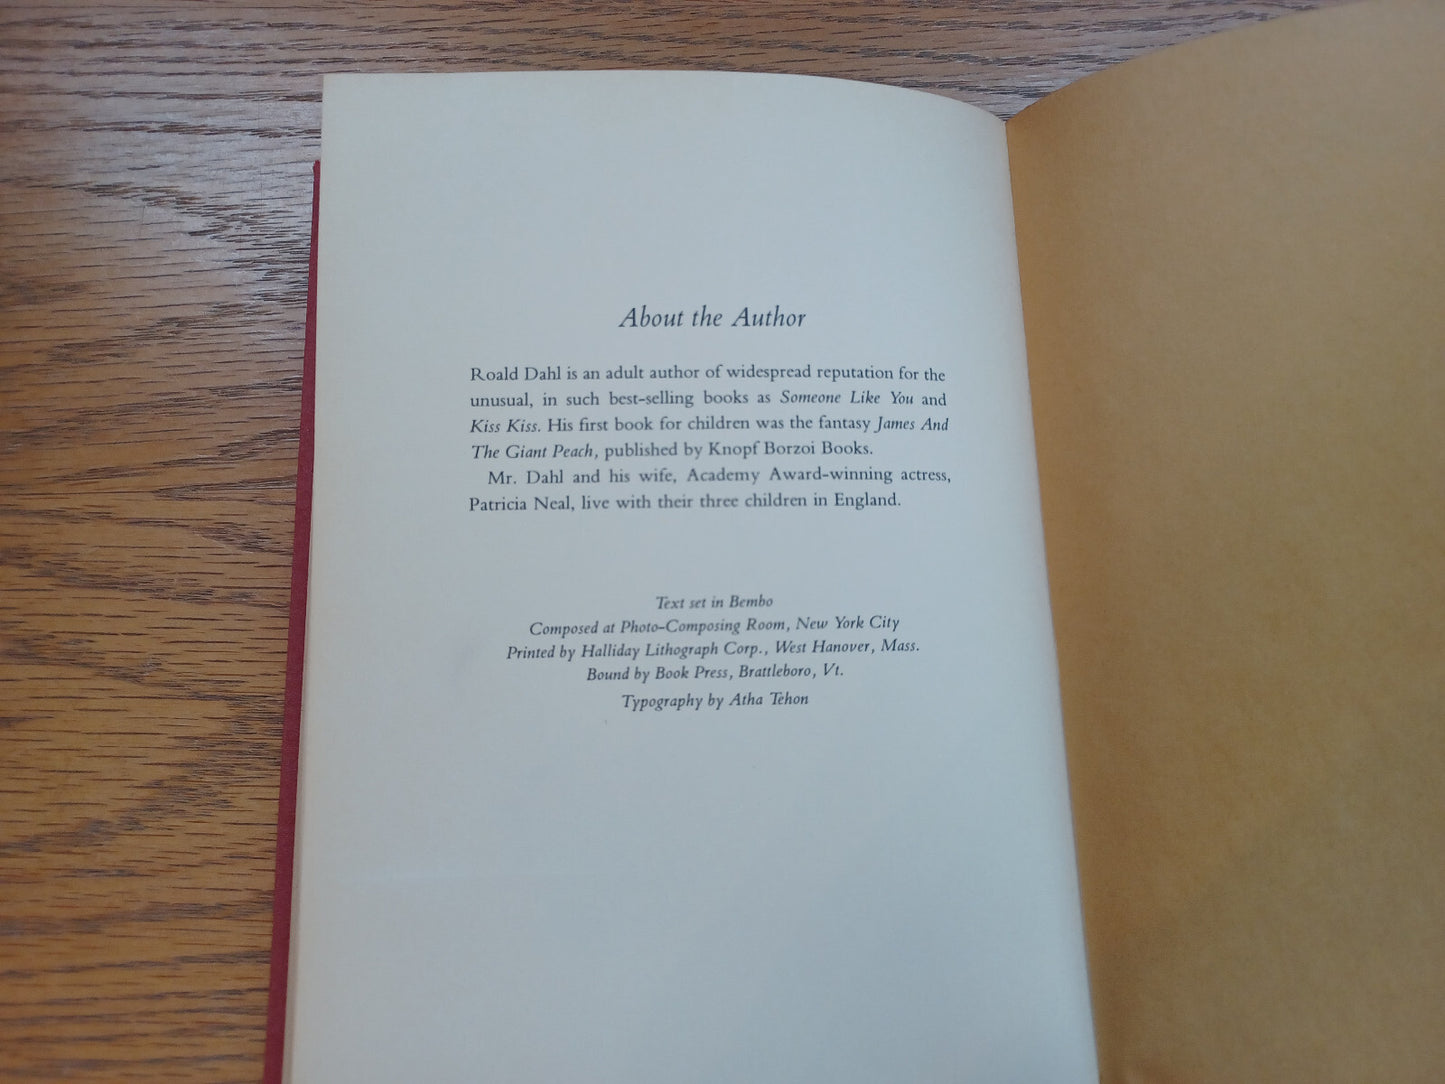 About the Author
Roald Dahl is an adult author of widespread reputation for the
unusual, in such best-selling books as Someone Like You and
Kiss Kiss. His first book for children was the fantasy James And
The Giant Peach, published by Knopf Borzoi Books.
Mr. Dahl and his wife, Academy Award-winning actress,
Patricia Neal, live with their three children in England.
Text set in Bembo
Composed at Photo-Composing Room, New York City
Printed by Halliday Lithograph Corp., West Hanover, Mass.
Bound by Book Press, Brattleboro, Vt.
Typography by Atha Tehon